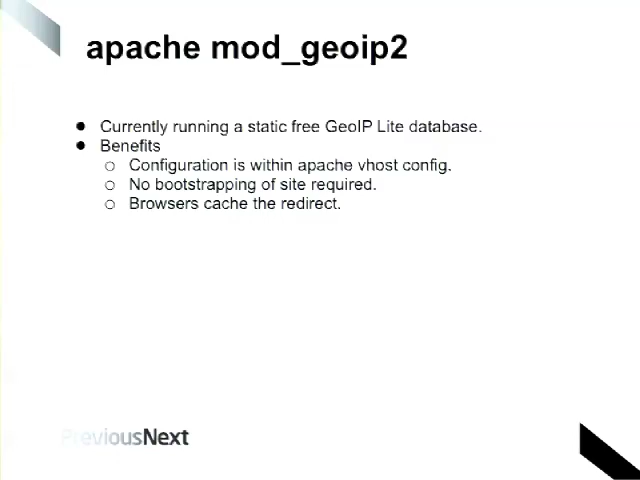 apache mod_geoip2
● Currently running a static free GeoIP Lite database.
● Benefits
○ Configuration is within apache vhost config.
○ No bootstrapping of site required.
○ Browsers cache the redirect.
PreviousNext